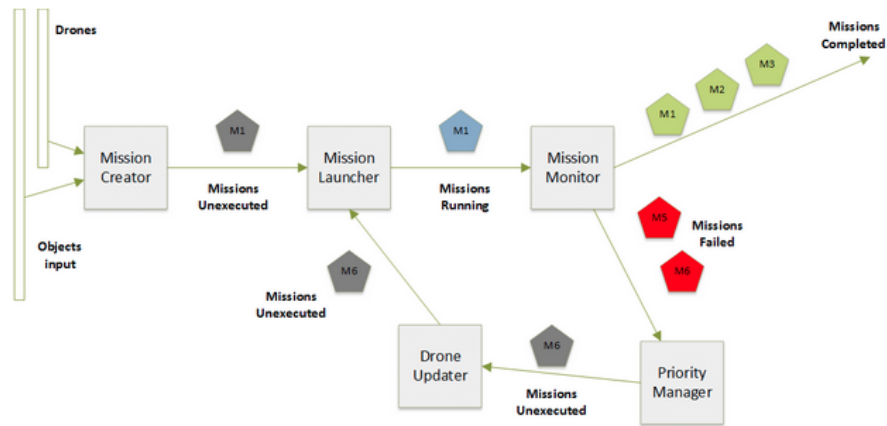 Drones
Missions
Completed
M3
M2
M1
M1
M1
Mission
Creator
Mission
Launcher
Mission
Monitor
Missions
Unexecuted
Missions
Running
M5
Missions
Failed
Objects
input
M6
M6
Missions
Unexecuted
M6
Drone
Updater
Priority
Manager
Missions
Unexecuted